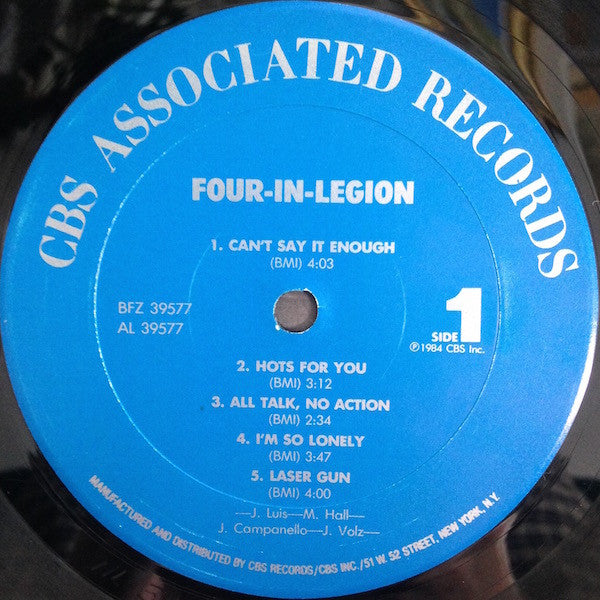 CBS ASSOCIATED RECORDS
FOUR-IN-LEGION
1. CAN'T SAY IT ENOUGH
(BMI) 4:03
BFZ 39577
AL 39577
SIDE 1
℗1984 CBS Inc.
2. HOTS FOR YOU
(BMI) 3:12
3. ALL TALK, NO ACTION
(BMI) 2:34
4. I'M SO LONELY
(BMI) 3:47
5. LASER GUN
(BMI) 4:00
—J. Luis—M. Hall—
J. Campanello—J. Volz—
MANUFACTURED AND DISTRIBUTED BY CBS RECORDS/CBS INC./51 W. 52 STREET, NEW YORK, N.Y.